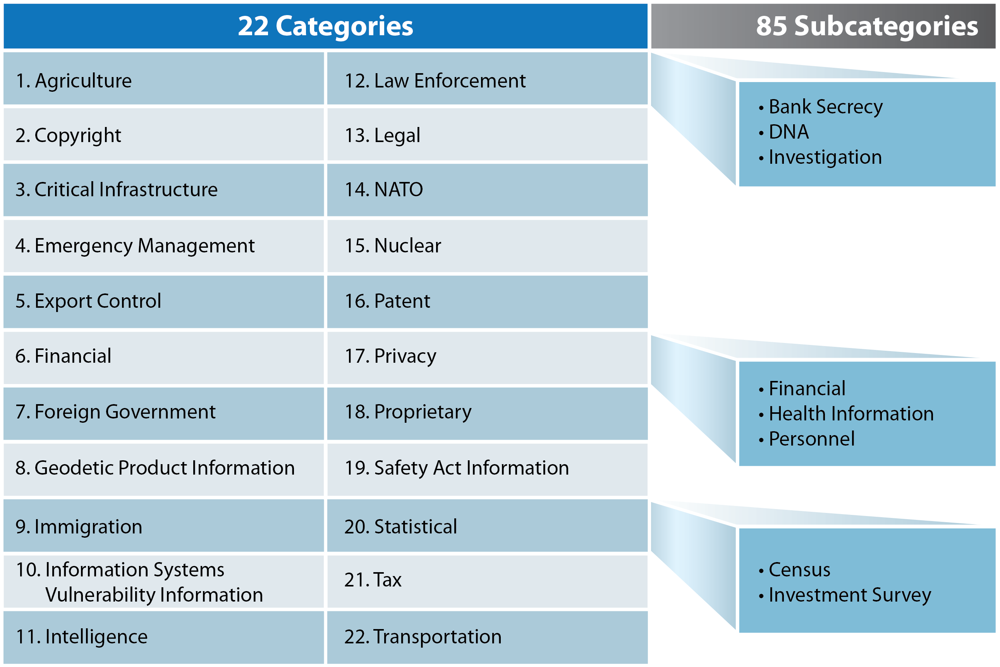 22 Categories
85 Subcategories
1. Agriculture
2. Copyright
3. Critical Infrastructure
4. Emergency Management
5. Export Control
6. Financial
7. Foreign Government
8. Geodetic Product Information
9. Immigration
10. Information Systems
Vulnerability Information
11. Intelligence
12. Law Enforcement
13. Legal
14. NATO
15. Nuclear
16. Patent
17. Privacy
18. Proprietary
19. Safety Act Information
20. Statistical
21. Tax
22. Transportation
• Bank Secrecy
• DNA
• Investigation
• Financial
• Health Information
• Personnel
• Census
• Investment Survey